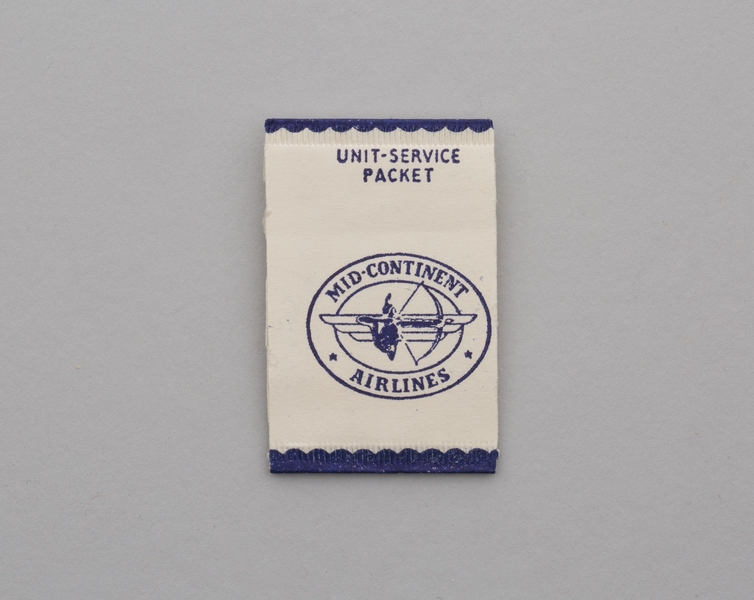 UNIT-SERVICE
PACKET
MID-CONTINENT
AIRLINES